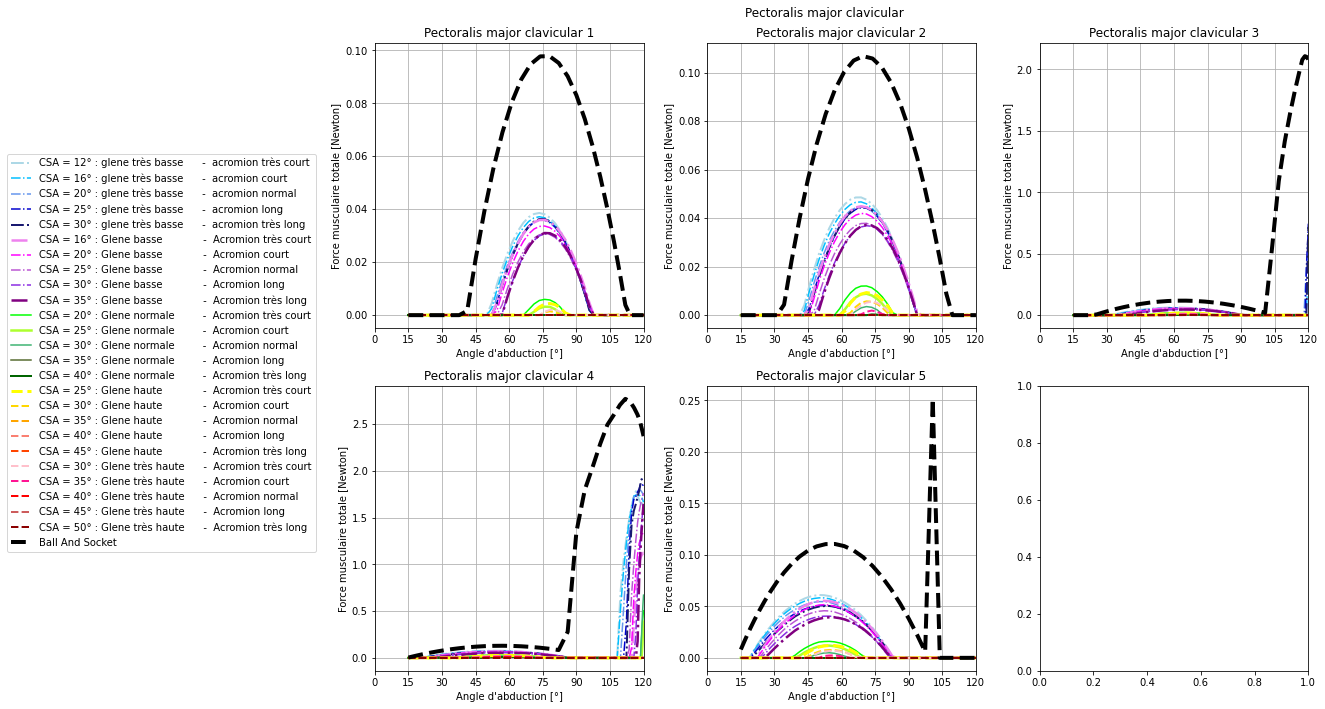 Pectoralis major clavicular
CSA = 12° : glene très basse - acromion très court
CSA = 16° : glene très basse - acromion court
CSA = 20° : glene très basse - acromion normal
CSA = 25° : glene très basse - acromion long
CSA = 30° : glene très basse - acromion très long
CSA = 16° : Glene basse - Acromion très court
CSA = 20° : Glene basse - Acromion court
CSA = 25° : Glene basse - Acromion normal
CSA = 30° : Glene basse - Acromion long
CSA = 35° : Glene basse - Acromion très long
CSA = 20° : Glene normale - Acromion très court
CSA = 25° : Glene normale - Acromion court
CSA = 30° : Glene normale - Acromion normal
CSA = 35° : Glene normale - Acromion long
CSA = 40° : Glene normale - Acromion très long
CSA = 25° : Glene haute - Acromion très court
CSA = 30° : Glene haute - Acromion court
CSA = 35° : Glene haute - Acromion normal
CSA = 40° : Glene haute - Acromion long
CSA = 45° : Glene haute - Acromion très long
CSA = 30° : Glene très haute - Acromion très court
CSA = 35° : Glene très haute - Acromion court
CSA = 40° : Glene très haute - Acromion normal
CSA = 45° : Glene très haute - Acromion long
CSA = 50° : Glene très haute - Acromion très long
Ball And Socket
Pectoralis major clavicular 1
Force musculaire totale [Newton]
0.10
0.08
0.06
0.04
0.02
0.00
0 15 30 45 60 75 90 105 120
Angle d'abduction [°]
Pectoralis major clavicular 2
Force musculaire totale [Newton]
0.10
0.08
0.06
0.04
0.02
0.00
0 15 30 45 60 75 90 105 120
Angle d'abduction [°]
Pectoralis major clavicular 3
Force musculaire totale [Newton]
2.0
1.5
1.0
0.5
0.0
0 15 30 45 60 75 90 105 120
Angle d'abduction [°]
Pectoralis major clavicular 4
Force musculaire totale [Newton]
2.5
2.0
1.5
1.0
0.5
0.0
0 15 30 45 60 75 90 105 120
Angle d'abduction [°]
Pectoralis major clavicular 5
Force musculaire totale [Newton]
0.25
0.20
0.15
0.10
0.05
0.00
0 15 30 45 60 75 90 105 120
Angle d'abduction [°]
1.0
0.8
0.6
0.4
0.2
0.0
0.0 0.2 0.4 0.6 0.8 1.0